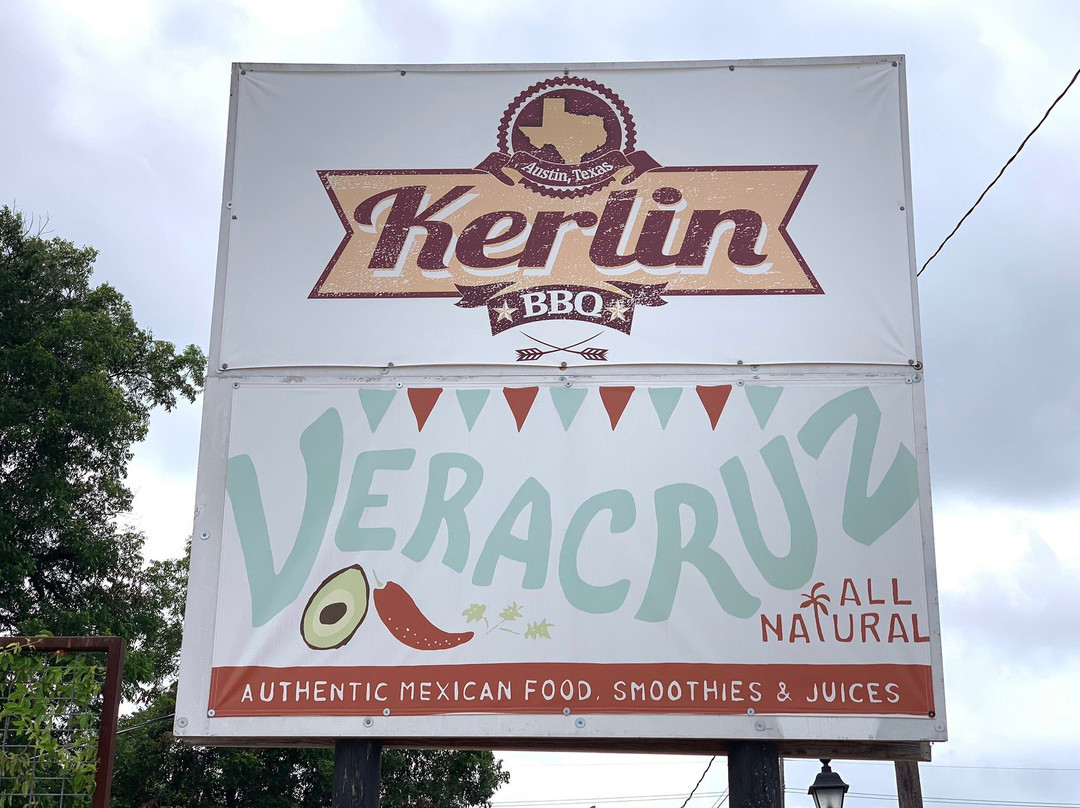 Austin, Texas
Kerlin
BBQ
VERACRUZ
ALL
NATURAL
AUTHENTIC MEXICAN FOOD, SMOOTHIES & JUICES